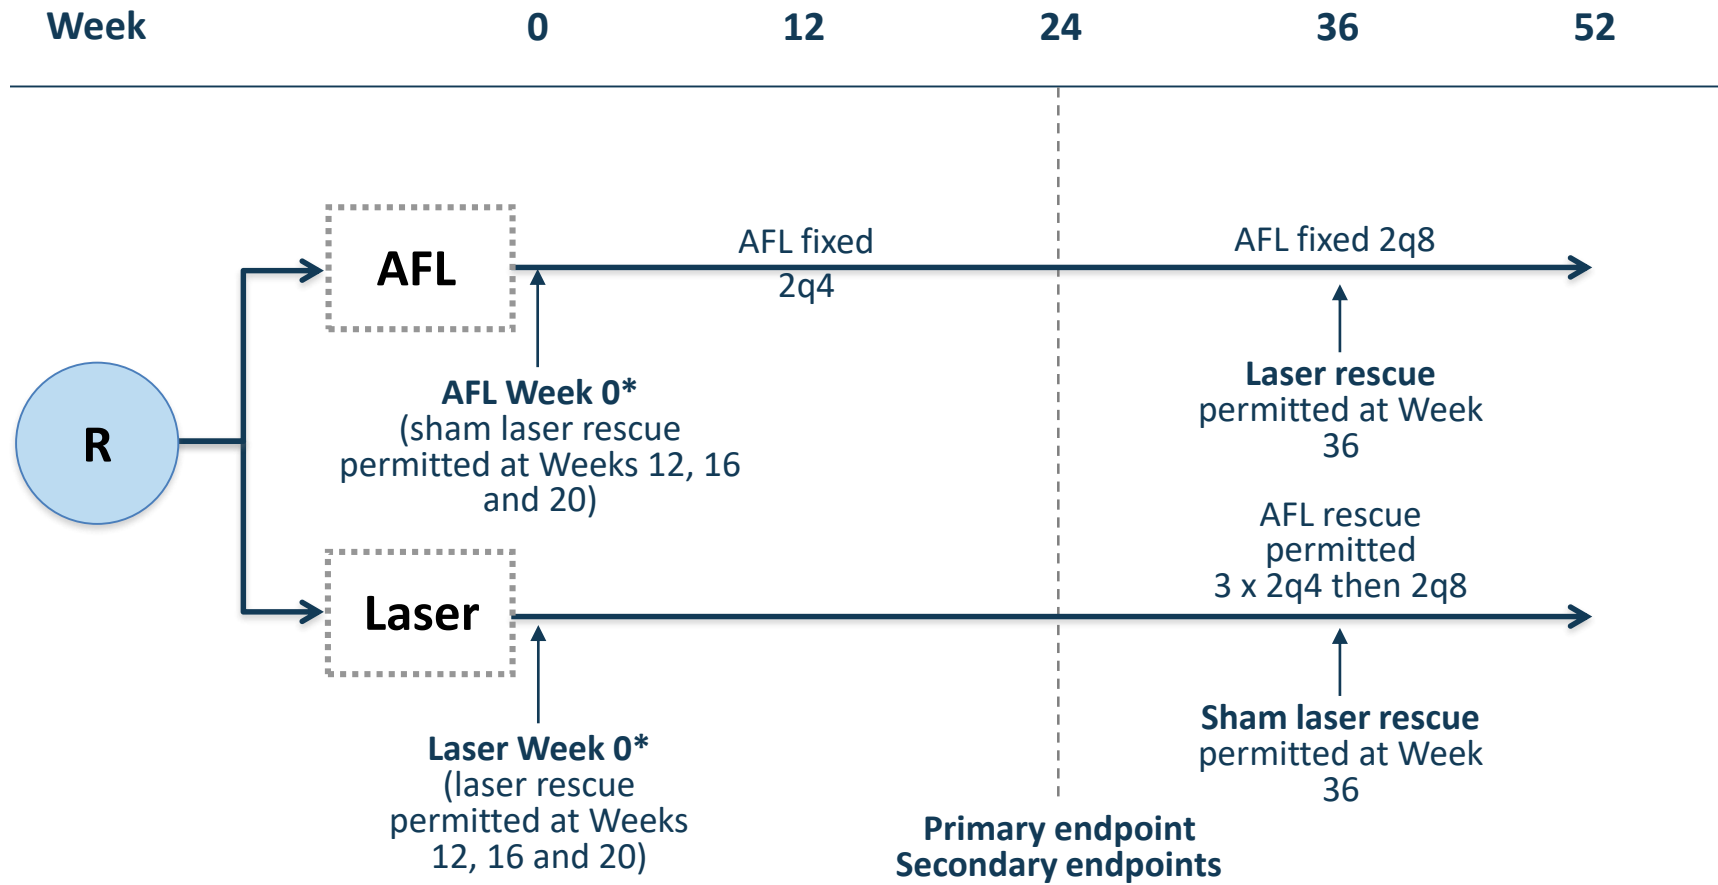 Week 0 12 24 36 52
AFL
AFL fixed
2q4
AFL fixed 2q8
AFL Week 0*
(sham laser rescue
permitted at Weeks 12, 16
and 20)
Laser rescue
permitted at Week
36
R
Laser
AFL rescue
permitted
3 x 2q4 then 2q8
Laser Week 0*
(laser rescue
permitted at Weeks
12, 16 and 20)
Sham laser rescue
permitted at Week
36
Primary endpoint
Secondary endpoints